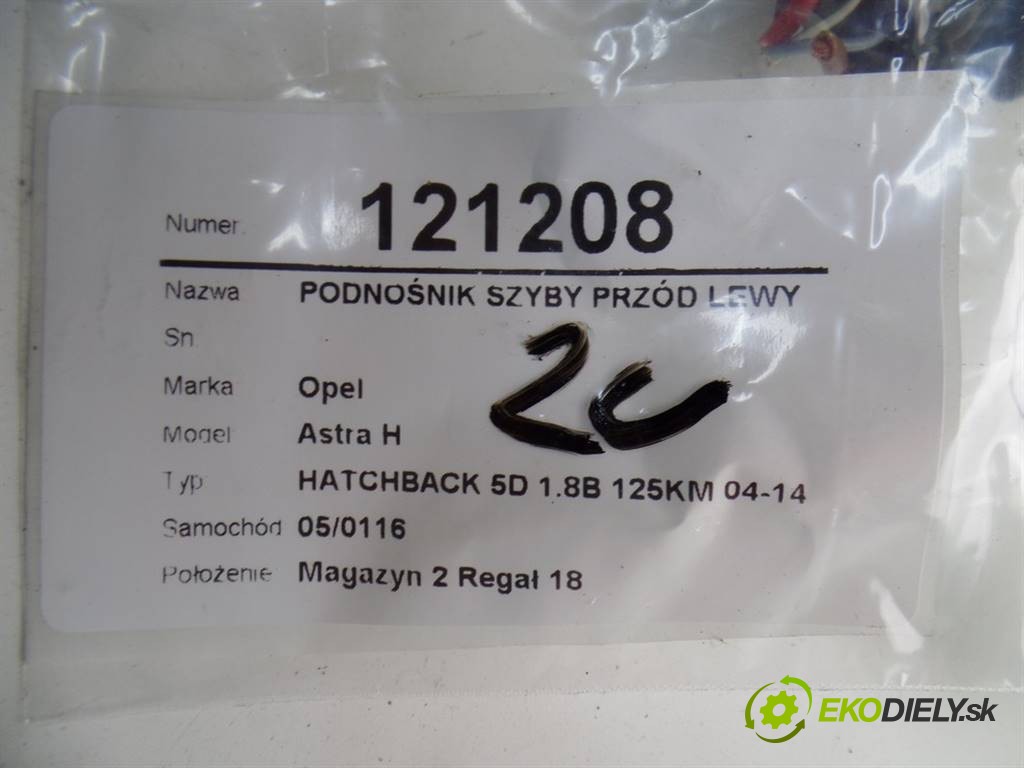 Numer. 121208
Nazwa PODNOŚNIK SZYBY PRZÓD LEWY
Sn
Marka Opel
Model Astra H
Typ HATCHBACK 5D 1.8B 125KM 04-14
Samochód 05/0116
Położenie Magazyn 2 Regał 18
EKODIELY.sk